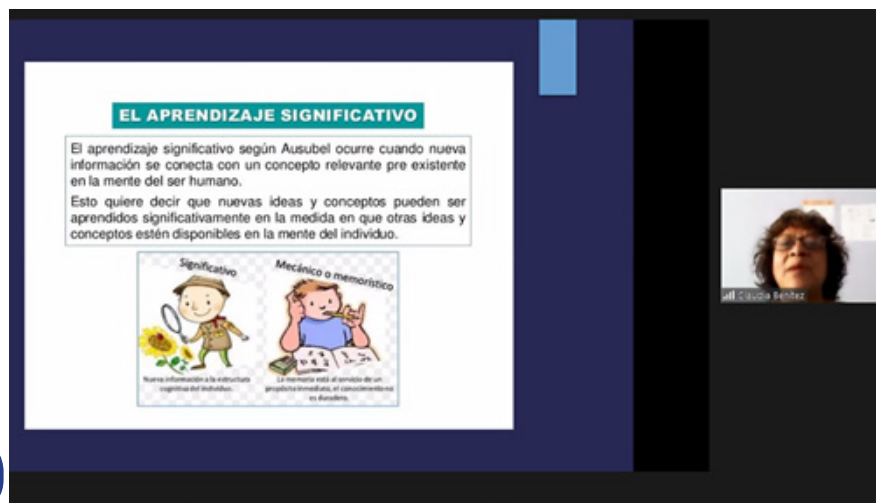 EL APRENDIZAJE SIGNIFICATIVO
El aprendizaje significativo según Ausubel ocurre cuando nueva
información se conecta con un concepto relevante pre existente
en la mente del ser humano.
Esto quiere decir que nuevas ideas y conceptos pueden ser
aprendidos significativamente en la medida en que otras ideas y
conceptos estén disponibles en la mente del individuo.
Significativo
Mecánico o memorístico
Nueva información a la estructura
cognitiva del individuo.
La memoria está al servicio de un
propósito inmediato, el conocimiento no
es duradero.
Claudia Benitez